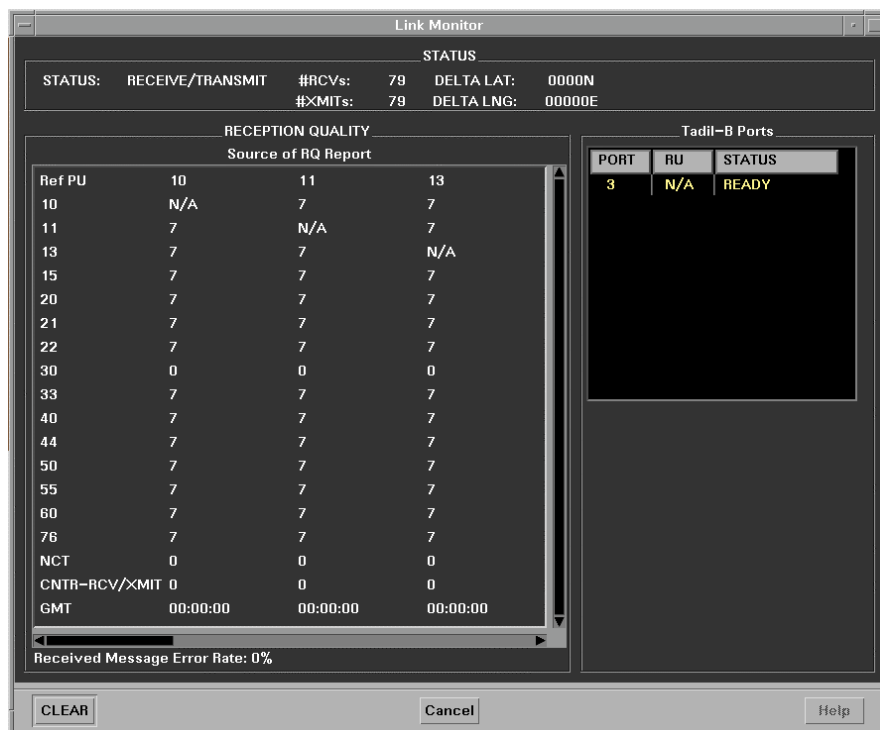 Link Monitor
STATUS
STATUS: RECEIVE/TRANSMIT #RCVs: 79 DELTA LAT: 0000N
#XMITs: 79 DELTA LNG: 00000E
RECEPTION QUALITY
Source of RQ Report
Ref PU 10 11 13
10 N/A 7 7
11 7 N/A 7
13 7 7 N/A
15 7 7 7
20 7 7 7
21 7 7 7
22 7 7 7
30 0 0 0
33 7 7 7
40 7 7 7
44 7 7 7
50 7 7 7
55 7 7 7
60 7 7 7
76 7 7 7
NCT 0 0 0
CNTR-RCV/XMIT 0 0 0
GMT 00:00:00 00:00:00 00:00:00
Received Message Error Rate: 0%
Tadil-B Ports
PORT RU STATUS
3 N/A READY
CLEAR Cancel Help